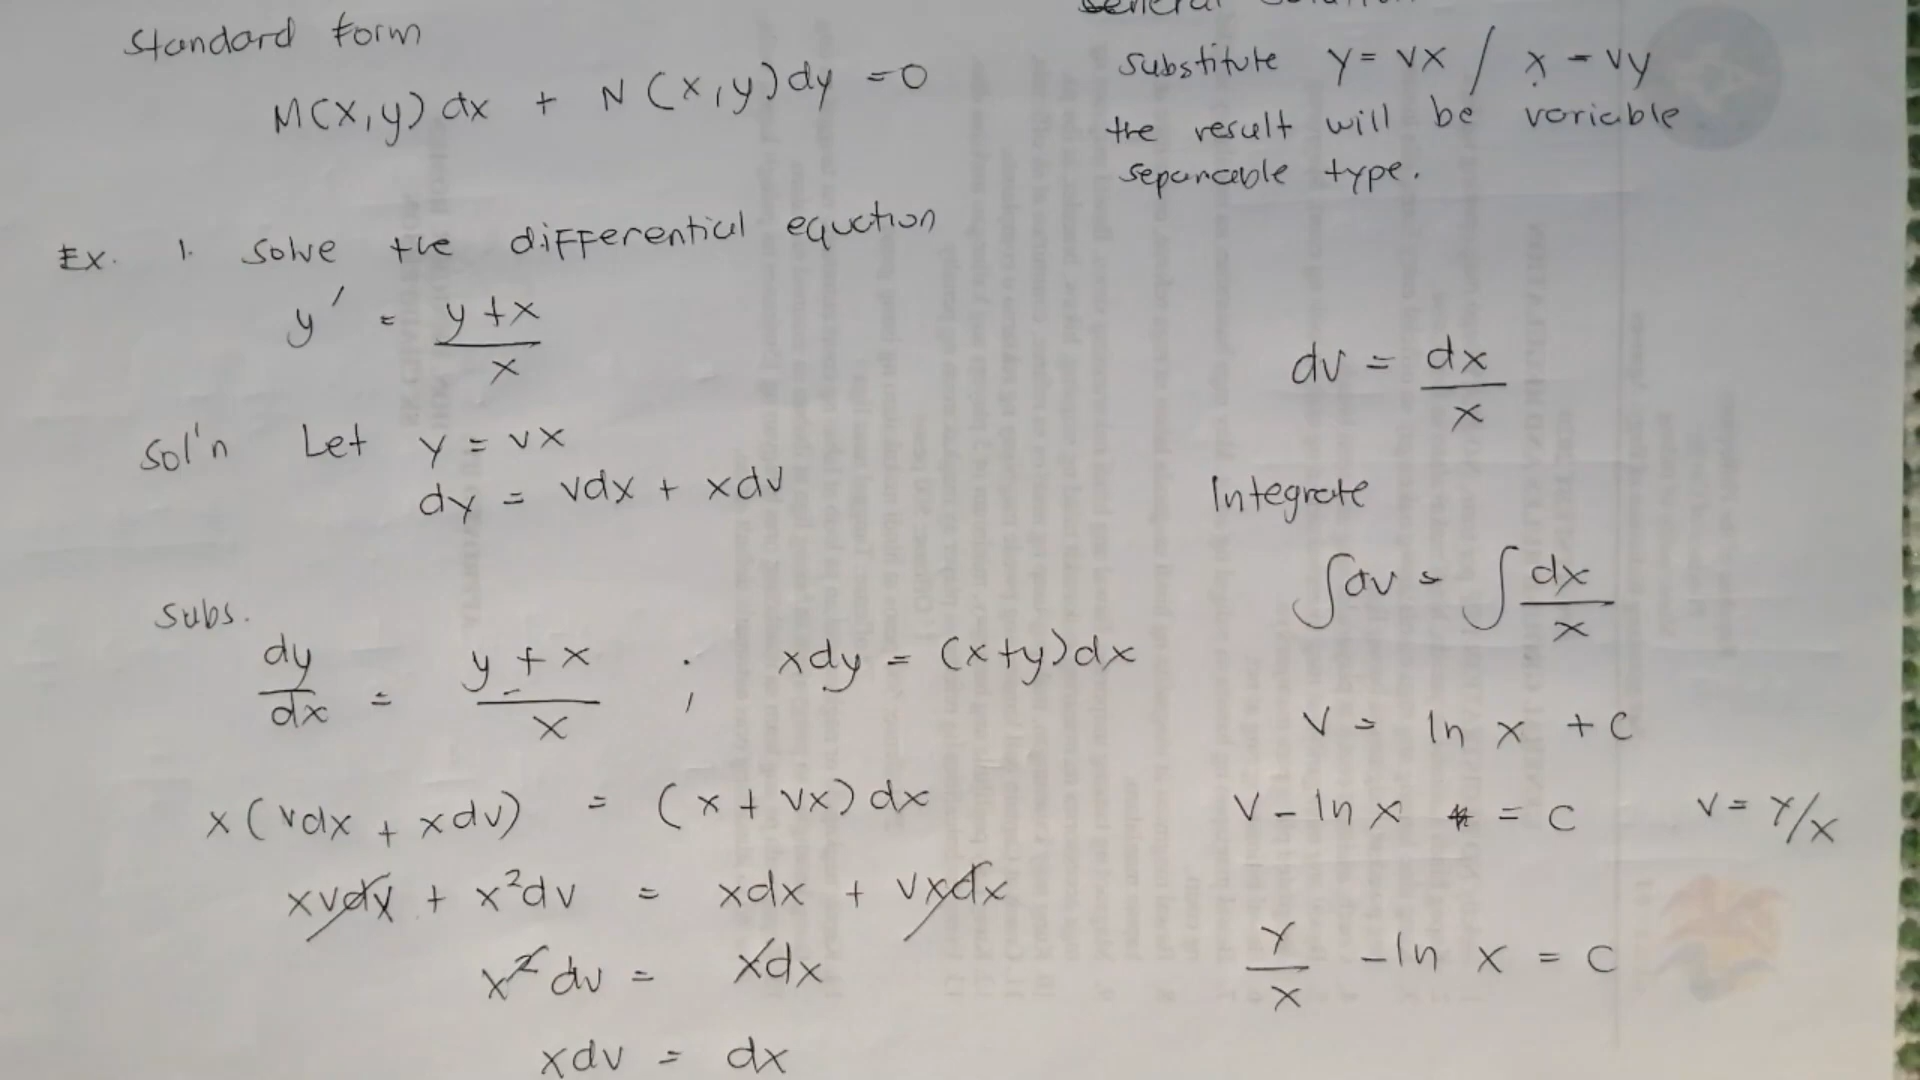 Standard form
M(x,y) dx + N(x,y)dy = 0
Ex. 1. Solve the differential equation
y' = y+x / x
Sol'n Let y = vx
dy = vdx + xdv
Subs.
dy/dx = y + x / x ; xdy = (x+y)dx
x(vdx + xdv) = (x + vx) dx
xvdx + x²dv = xdx + vxdx
x²dv = xdx
xdv = dx
General Solution
substitute y = vx / x = vy
the result will be variable
separable type.
dv = dx/x
Integrate
∫dv = ∫dx/x
v = ln x + c
v - ln x = c v = y/x
y/x - ln x = c